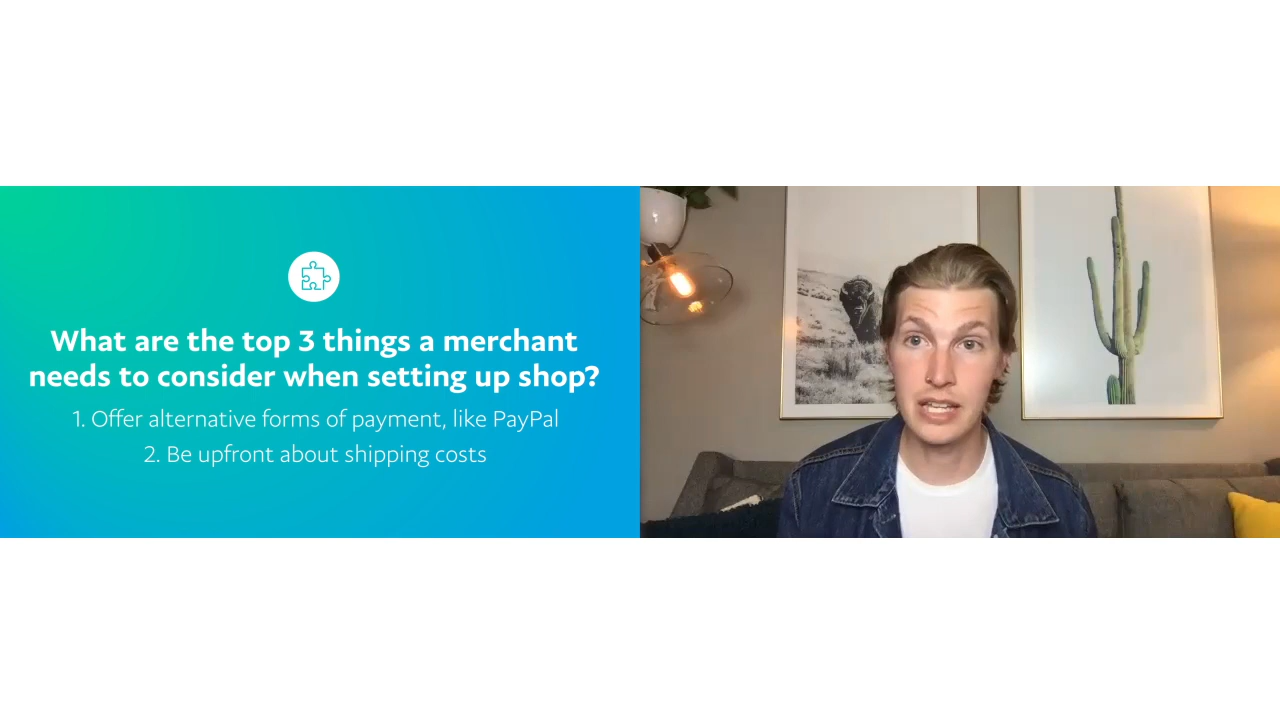 What are the top 3 things a merchant
needs to consider when setting up shop?
1. Offer alternative forms of payment, like PayPal
2. Be upfront about shipping costs